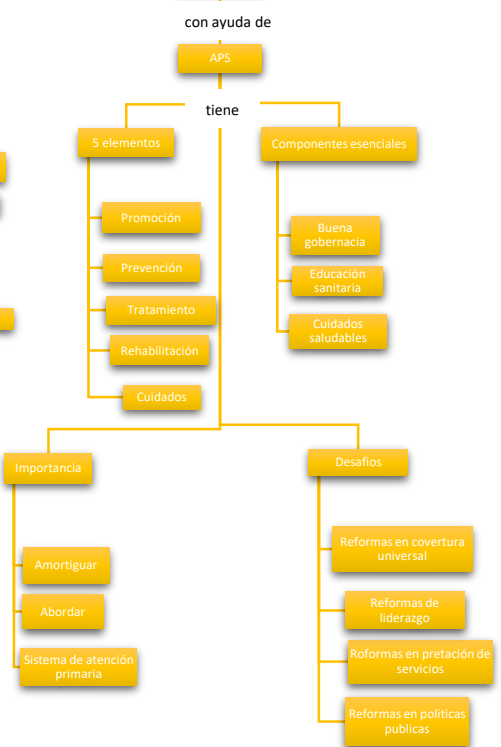 con ayuda de
APS
tiene
5 elementos
Promoción
Prevención
Tratamiento
Rehabilitación
Cuidados
Componentes esenciales
Buena
gobernacia
Educación
sanitaria
Cuidados
saludables
Importancia
Amortiguar
Abordar
Sistema de atención
primaria
Desafios
Reformas en covertura
universal
Reformas de
liderazgo
Roformas en pretación de
servicios
Reformas en politicas
publicas